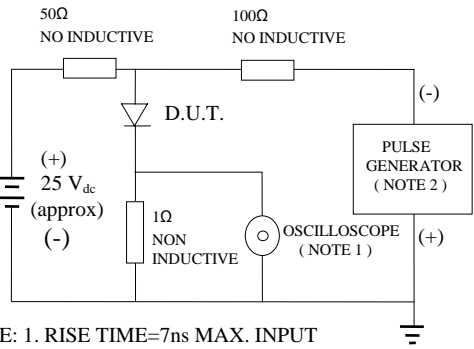 50Ω
NO INDUCTIVE
100Ω
NO INDUCTIVE
(-)
D.U.T.
PULSE
GENERATOR
( NOTE 2 )
(+)
25 Vdc
(approx)
(-)
1Ω
NON
INDUCTIVE
OSCILLOSCOPE
( NOTE 1 )
(+)
E: 1. RISE TIME=7ns MAX. INPUT